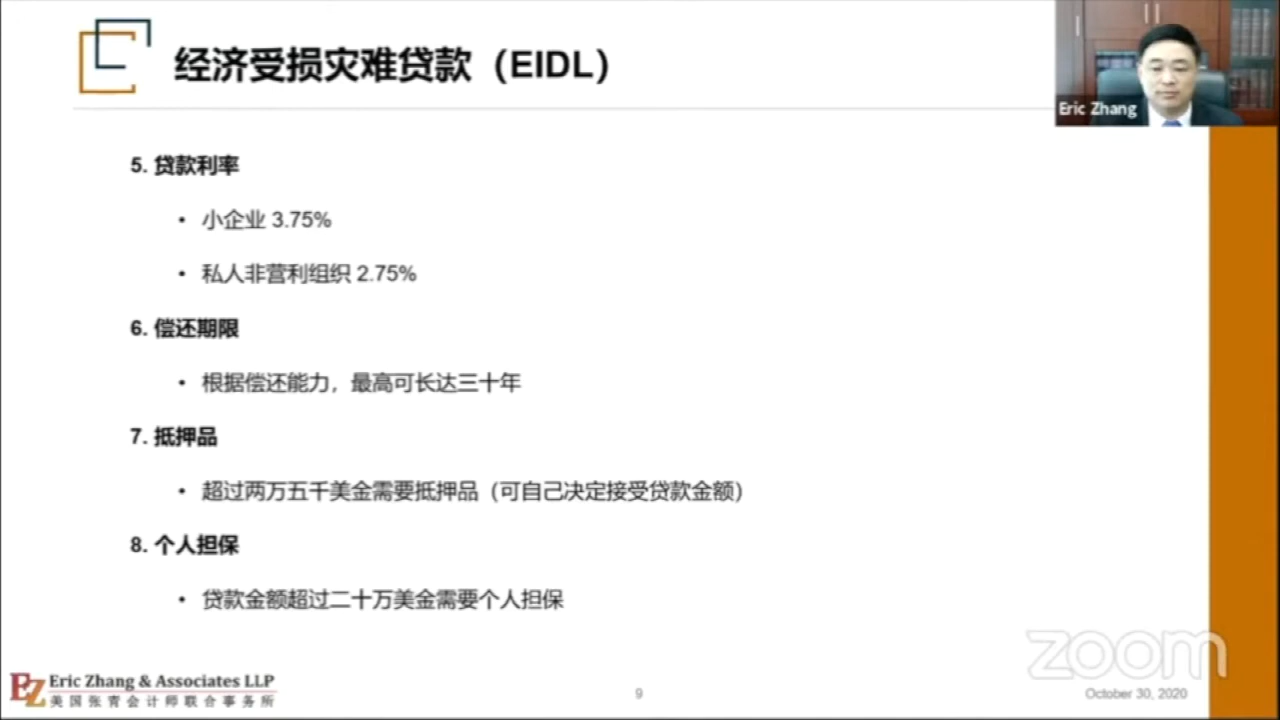 经济受损灾难贷款（EIDL）
Eric Zhang
5. 贷款利率
• 小企业 3.75%
• 私人非营利组织 2.75%
6. 偿还期限
• 根据偿还能力，最高可长达三十年
7. 抵押品
• 超过两万五千美金需要抵押品（可自己决定接受贷款金额）
8. 个人担保
• 贷款金额超过二十万美金需要个人担保
zoom
EZ Eric Zhang & Associates LLP
美国张青会计师联合事务所
9
October 30, 2020